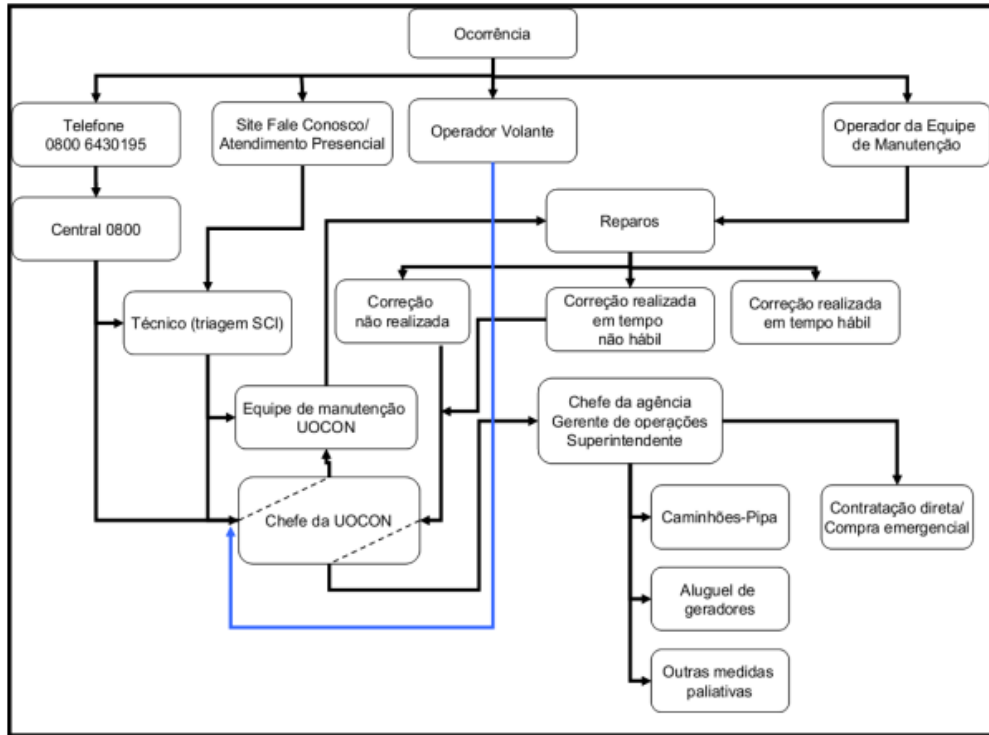 Ocorrência
Telefone
0800 6430195
Site Fale Conosco/
Atendimento Presencial
Operador Volante
Operador da Equipe
de Manutenção
Central 0800
Reparos
Técnico (triagem SCI)
Correção
não realizada
Correção realizada
em tempo
não hábil
Correção realizada
em tempo hábil
Equipe de manutenção
UOCON
Chefe da agência
Gerente de operações
Superintendente
Chefe da UOCON
Caminhões-Pipa
Contratação direta/
Compra emergencial
Aluguel de
geradores
Outras medidas
paliativas